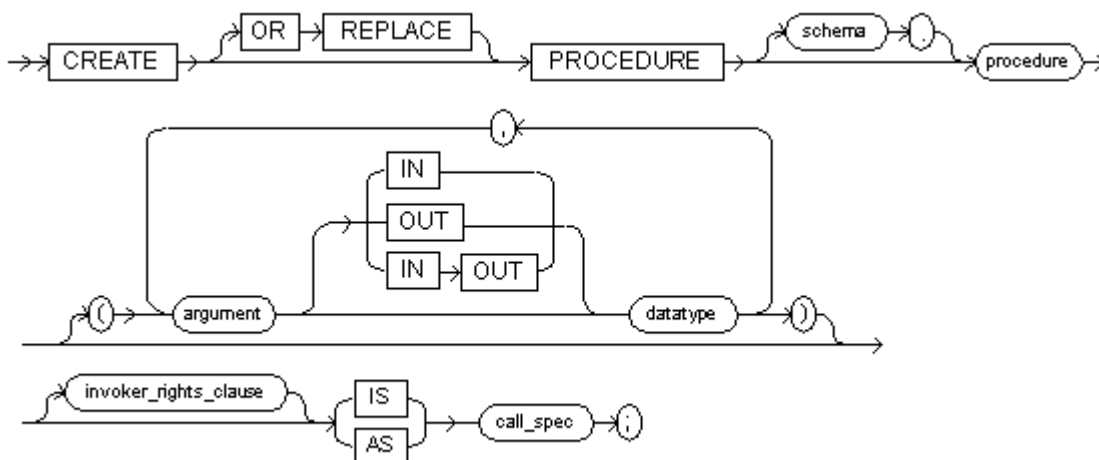 CREATE OR REPLACE PROCEDURE schema . procedure
,
IN
OUT
IN OUT
( argument datatype )
invoker_rights_clause IS
AS call_spec ;